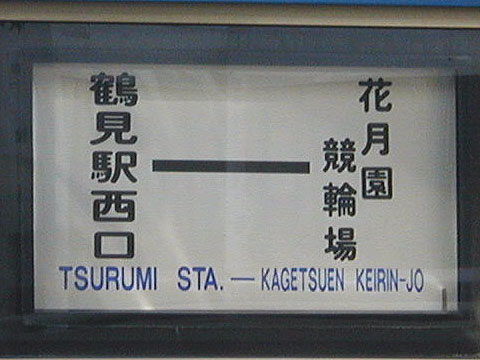 鶴見駅西口 — 花月園競輪場
TSURUMI STA. — KAGETSUEN KEIRIN-JO